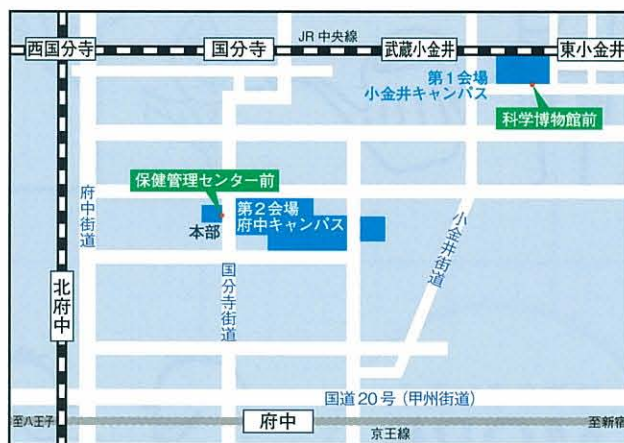 JR中央線
西国分寺
国分寺
武蔵小金井
東小金井
第1会場
小金井キャンパス
科学博物館前
保健管理センター前
第2会場
府中キャンパス
本部
府中街道
国分寺街道
小金井街道
北府中
国道20号(甲州街道)
至八王子
府中
京王線
至新宿